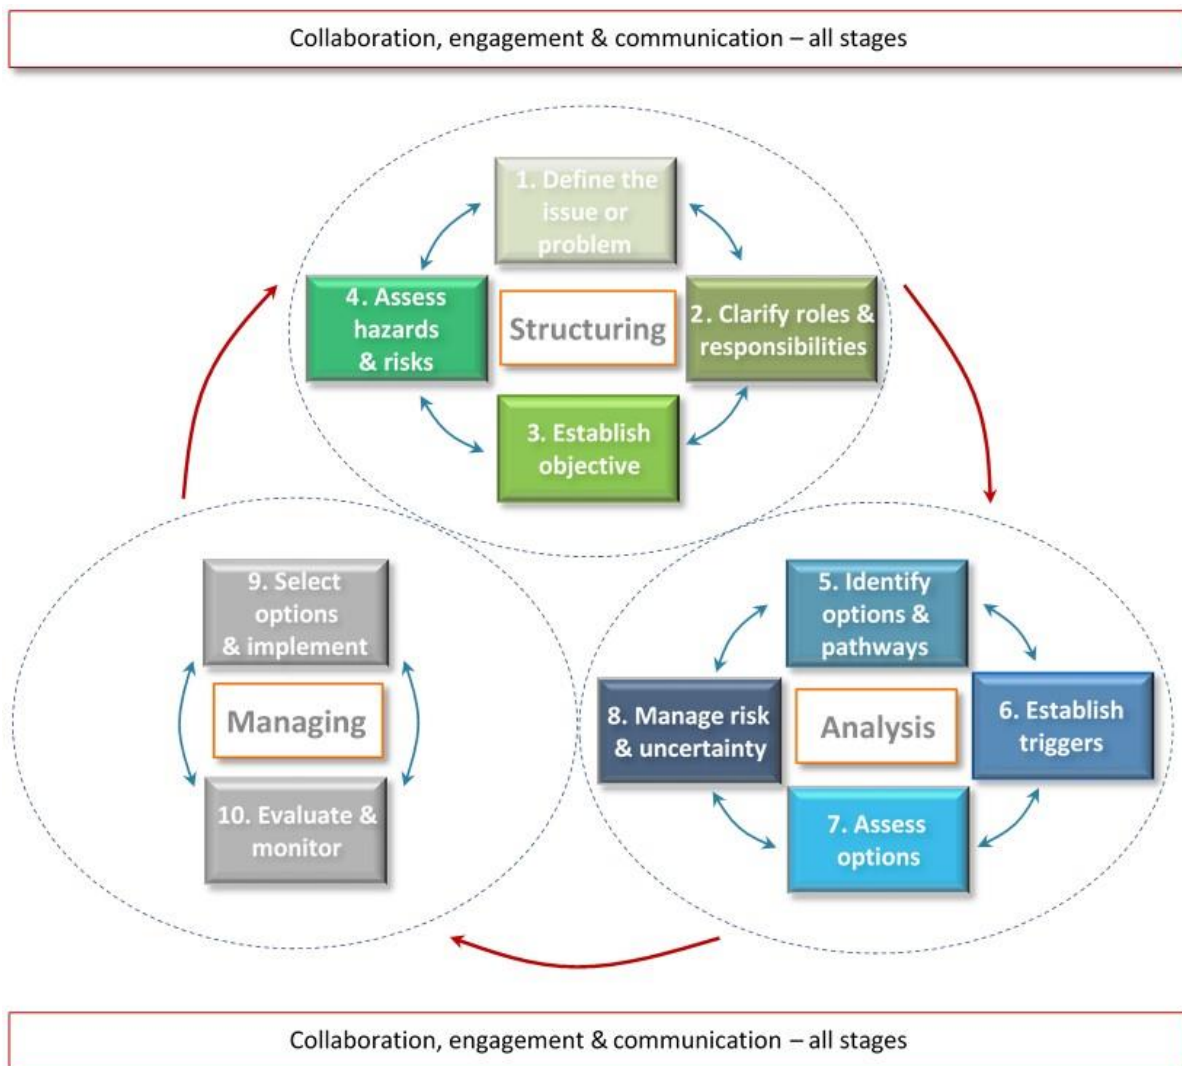 Collaboration, engagement & communication – all stages
1. Define the
issue or
problem
2. Clarify roles &
responsibilities
3. Establish
objective
4. Assess
hazards
& risks
Structuring
5. Identify
options &
pathways
6. Establish
triggers
7. Assess
options
8. Manage risk
& uncertainty
Analysis
9. Select
options
& implement
Managing
10. Evaluate &
monitor
Collaboration, engagement & communication – all stages